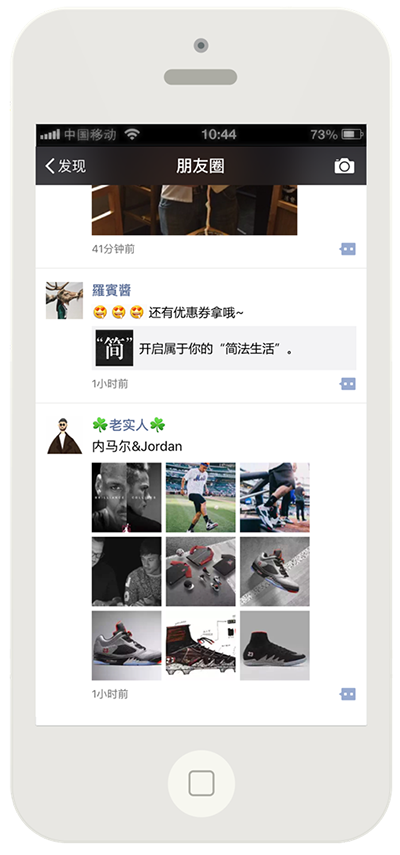 中国移动 10:44 73%
发现 朋友圈
41分钟前
羅賓醬
还有优惠券拿哦~
“简”
开启属于你的“简法生活”。
1小时前
老实人
内马尔&Jordan
1小时前